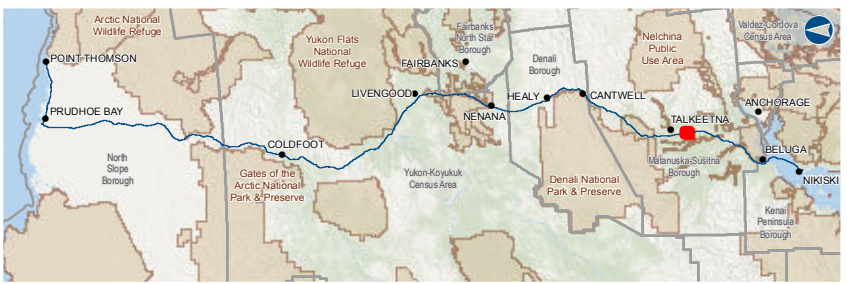 Arctic National
Wildlife Refuge
POINT THOMSON
PRUDHOE BAY
North
Slope
Borough
COLDFOOT
Gates of the
Arctic National
Park & Preserve
Yukon Flats
National
Wildlife Refuge
LIVENGOOD
FAIRBANKS
Fairbanks
North Star
Borough
NENANA
Yukon-Koyukuk
Census Area
HEALY
Denali
Borough
CANTWELL
Denali National
Park & Preserve
Nelchina
Public
Use Area
TALKEETNA
Matanuska-Susitna
Borough
Valdez-Cordova
Census Area
ANCHORAGE
BELUGA
NIKISKI
Kenai
Peninsula
Borough